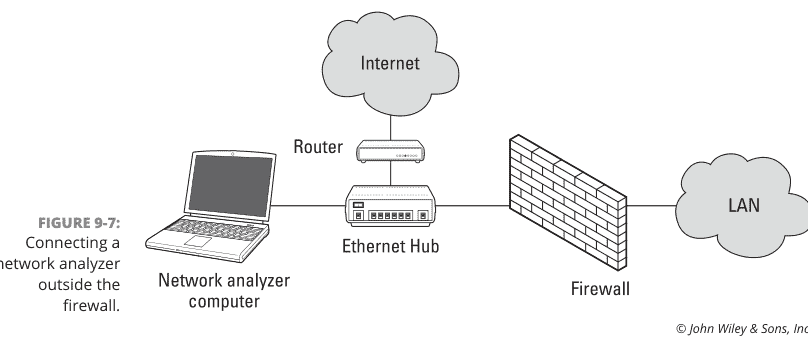 Internet
Router
LAN
FIGURE 9-7:
Connecting a
network analyzer
outside the
firewall.
Ethernet Hub
Network analyzer
computer
Firewall
© John Wiley & Sons, Inc